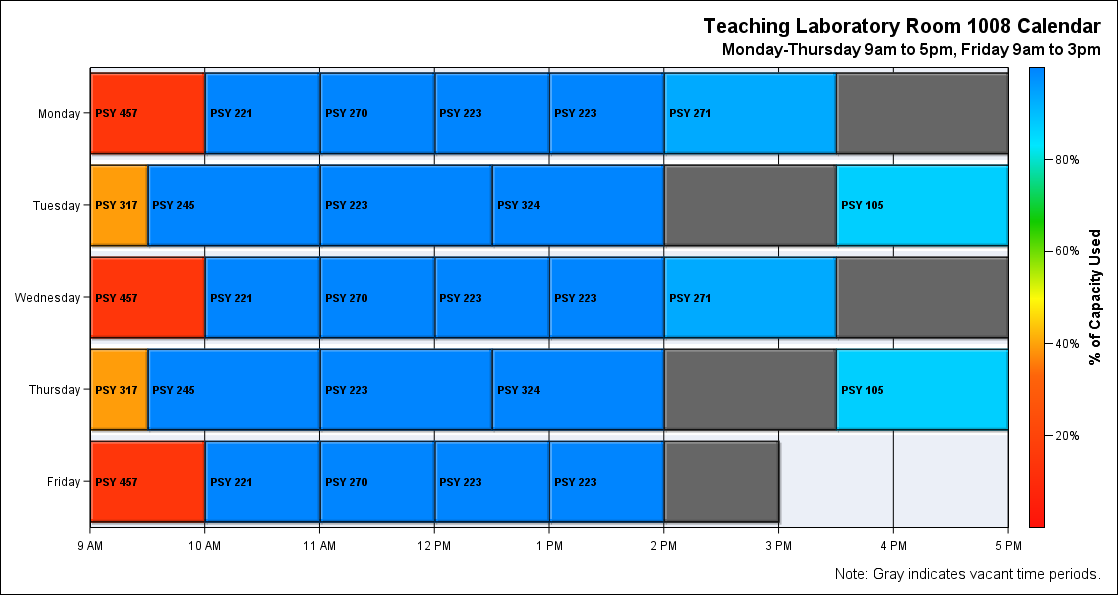 Teaching Laboratory Room 1008 Calendar
Monday-Thursday 9am to 5pm, Friday 9am to 3pm
Monday PSY 457 PSY 221 PSY 270 PSY 223 PSY 223 PSY 271
80%
Tuesday PSY 317 PSY 245 PSY 223 PSY 324 PSY 105
60%
% of Capacity Used
Wednesday PSY 457 PSY 221 PSY 270 PSY 223 PSY 223 PSY 271
40%
Thursday PSY 317 PSY 245 PSY 223 PSY 324 PSY 105
20%
Friday PSY 457 PSY 221 PSY 270 PSY 223 PSY 223
9 AM 10 AM 11 AM 12 PM 1 PM 2 PM 3 PM 4 PM 5 PM
Note: Gray indicates vacant time periods.